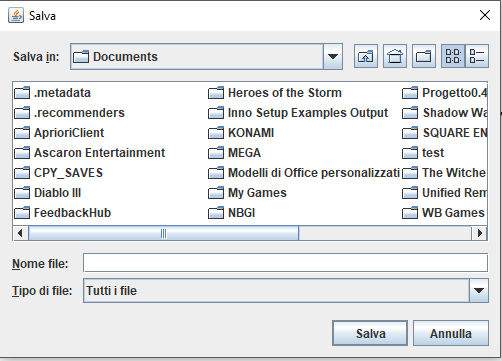 Salva
Salva in: Documents
.metadata
.recommenders
AprioriClient
Ascaron Entertainment
CPY_SAVES
Diablo III
FeedbackHub
Heroes of the Storm
Inno Setup Examples Output
KONAMI
MEGA
Modelli di Office personalizzati
My Games
NBGI
Progetto0.4
Shadow Wa
SQUARE EN
test
The Witche
Unified Rem
WB Games
Nome file:
Tipo di file: Tutti i file
Salva Annulla